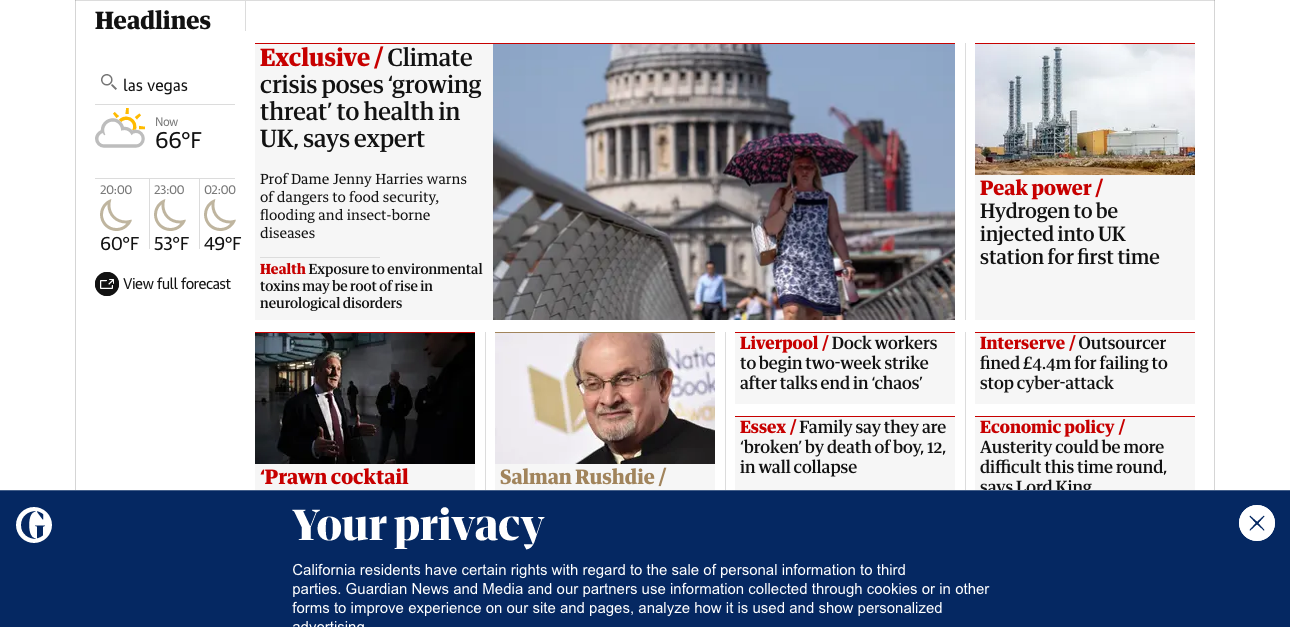 Headlines
las vegas
Now
66°F
20:00
23:00
02:00
60°F
53°F
49°F
View full forecast
Exclusive / Climate
crisis poses ‘growing
threat’ to health in
UK, says expert
Prof Dame Jenny Harries warns
of dangers to food security,
flooding and insect-borne
diseases
Health Exposure to environmental
toxins may be root of rise in
neurological disorders
Peak power /
Hydrogen to be
injected into UK
station for first time
‘Prawn cocktail
Natio
Book
Awa
Salman Rushdie /
Liverpool / Dock workers
to begin two-week strike
after talks end in ‘chaos’
Essex / Family say they are
‘broken’ by death of boy, 12,
in wall collapse
Interserve / Outsourcer
fined £4.4m for failing to
stop cyber-attack
Economic policy /
Austerity could be more
difficult this time round,
says Lord King
G
Your privacy
California residents have certain rights with regard to the sale of personal information to third
parties. Guardian News and Media and our partners use information collected through cookies or in other
forms to improve experience on our site and pages, analyze how it is used and show personalized
advertising.